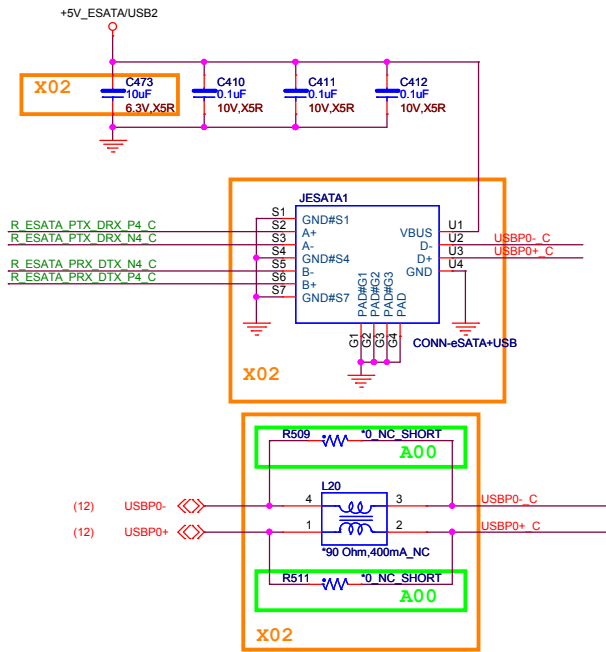 +5V_ESATA/USB2
X02
C473
10uF
6.3V,X5R
C410
0.1uF
10V,X5R
C411
0.1uF
10V,X5R
C412
0.1uF
10V,X5R
JESATA1
S1
GND#S1
R_ESATA_PTX_DRX_P4_C
S2
A+
VBUS
U1
R_ESATA_PTX_DRX_N4_C
S3
A-
D-
U2
USBP0-_C
S4
GND#S4
D+
U3
USBP0+_C
R_ESATA_PRX_DTX_N4_C
S5
B-
GND
U4
R_ESATA_PRX_DTX_P4_C
S6
B+
S7
GND#S7
PAD#G1
PAD#G2
PAD#G3
PAD
G1
G2
G3
G4
CONN-eSATA+USB
X02
R509
*0_NC_SHORT
A00
L20
(12)
USBP0-
4
3
USBP0-_C
(12)
USBP0+
1
2
USBP0+_C
*90 Ohm,400mA_NC
R511
*0_NC_SHORT
A00
X02